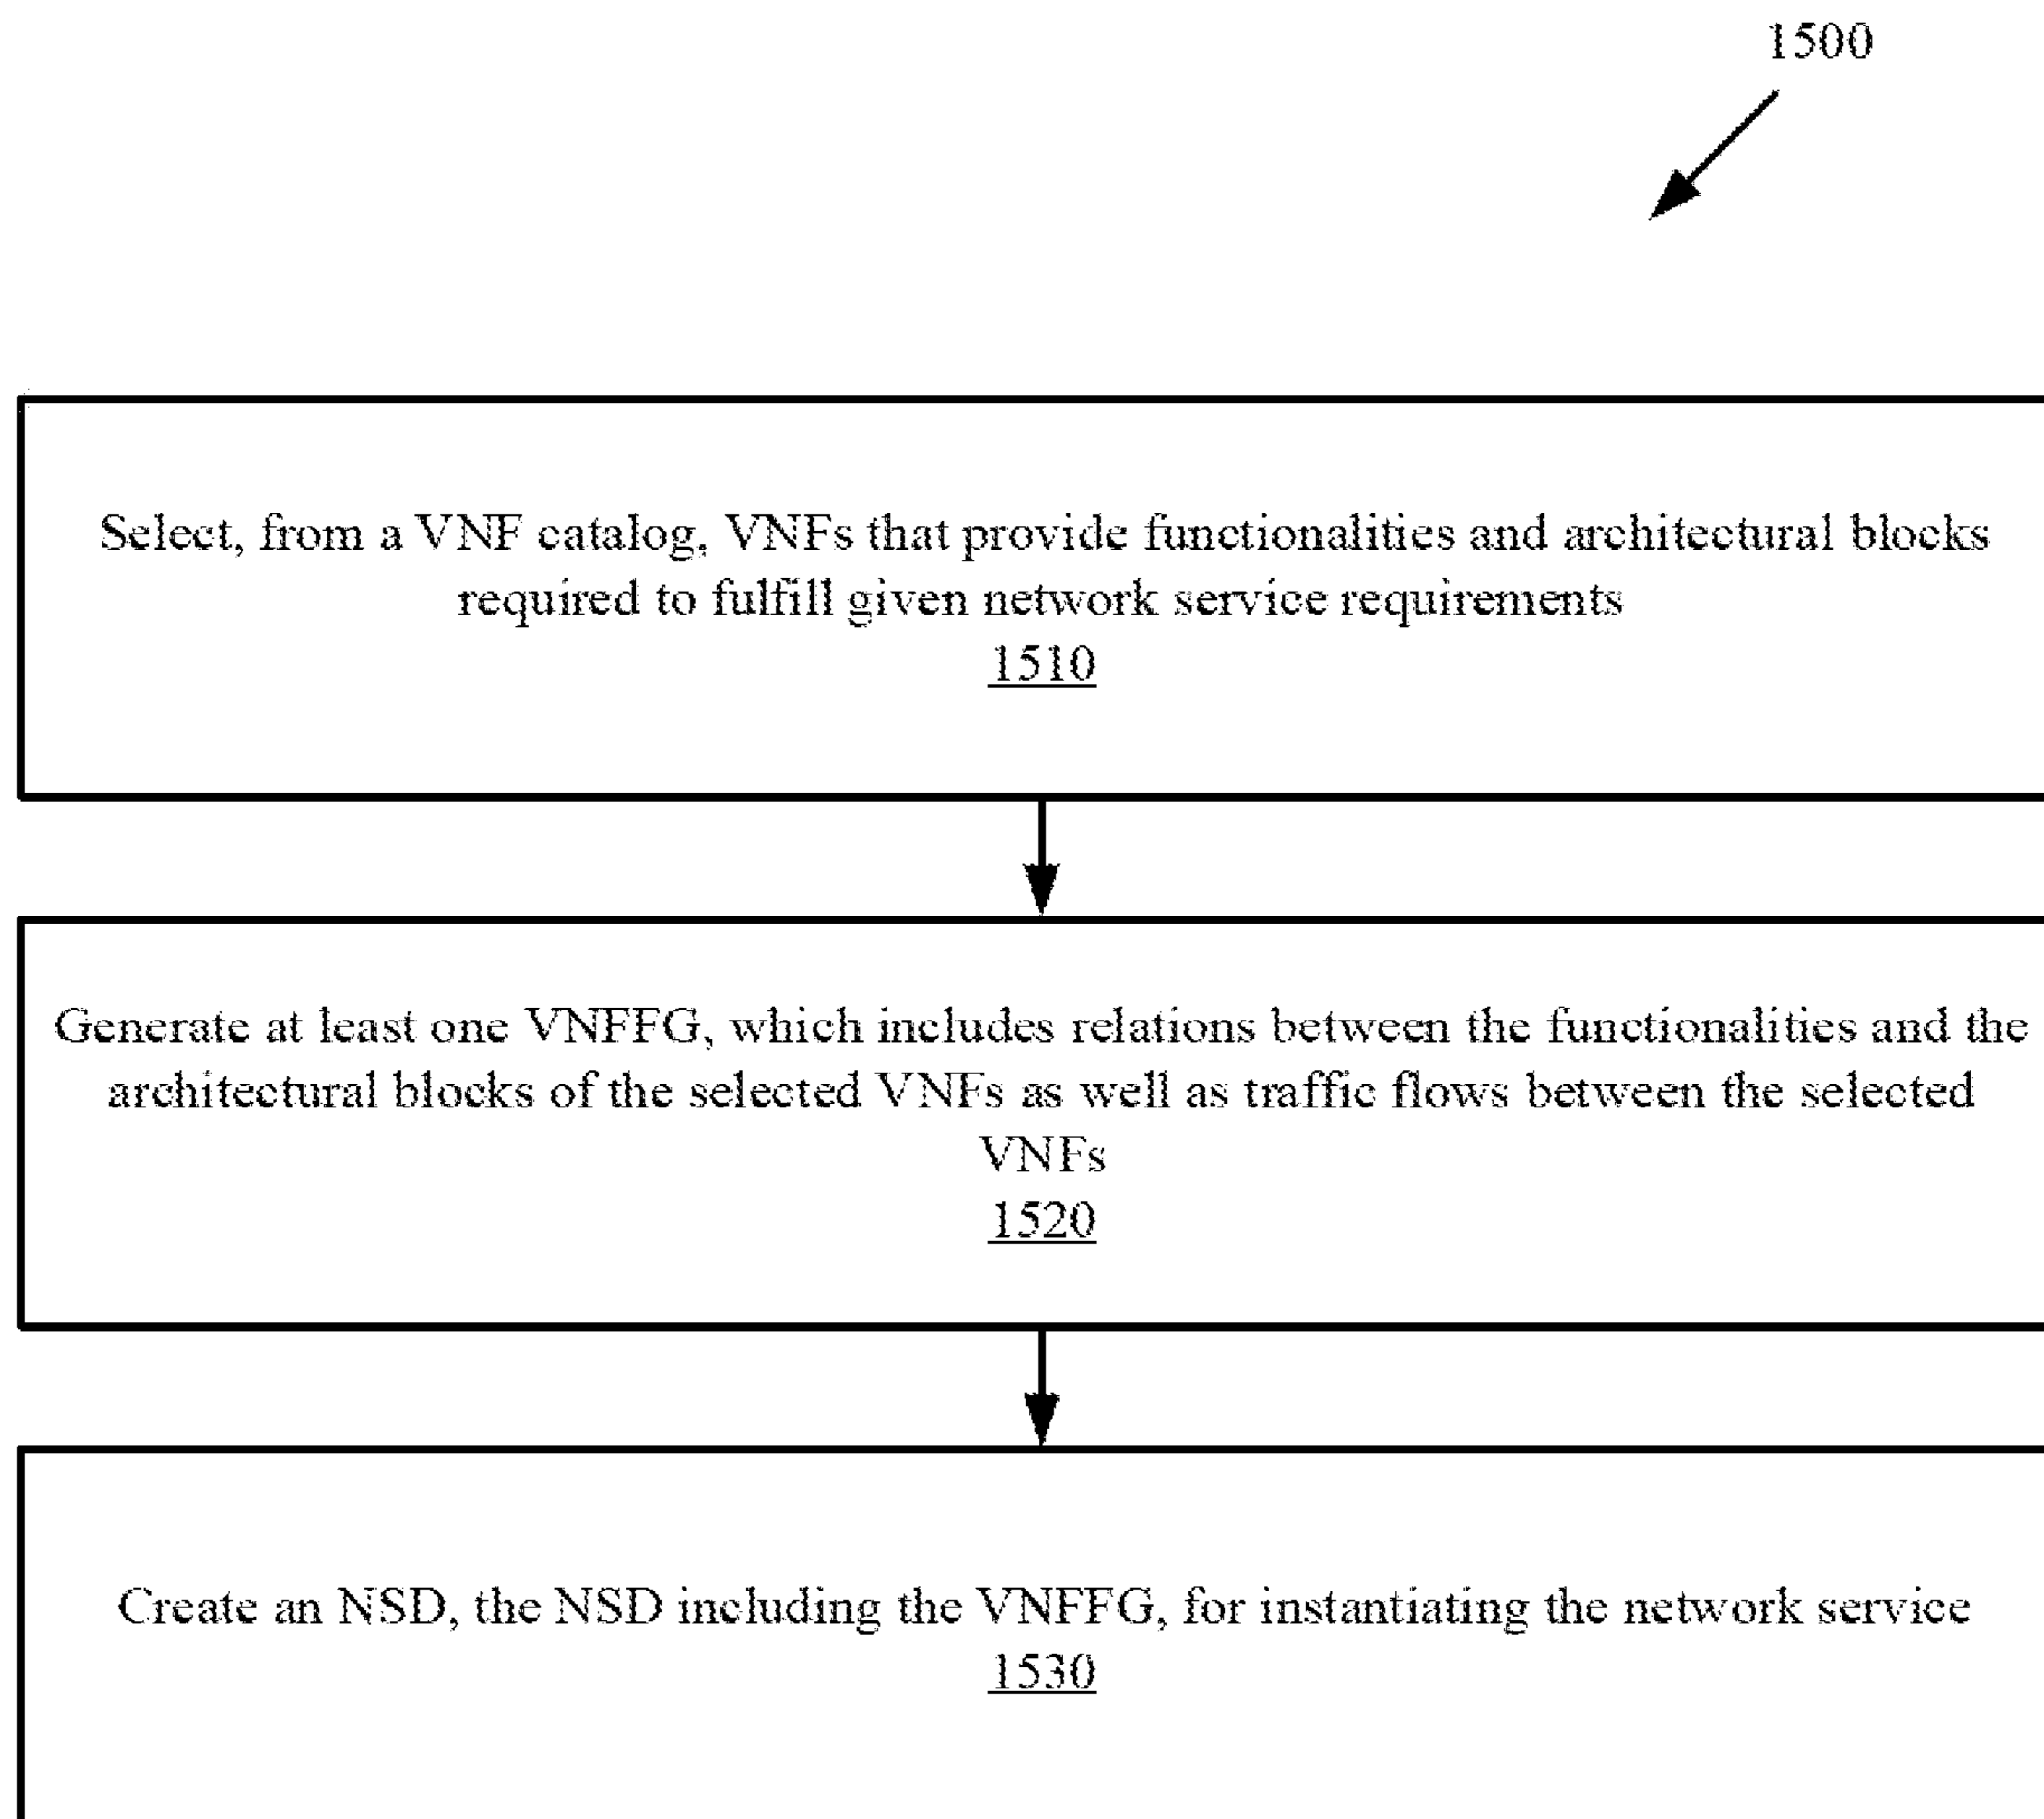 1500
Select, from a VNF catalog, VNFs that provide functionalities and architectural blocks
required to fulfill given network service requirements
1510
Generate at least one VNFFG, which includes relations between the functionalities and the
architectural blocks of the selected VNFs as well as traffic flows between the selected
VNFs
1520
Create an NSD, the NSD including the VNFFG, for instantiating the network service
1530